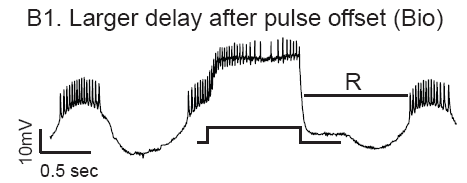 B1. Larger delay after pulse offset (Bio)
R
10mV
0.5 sec